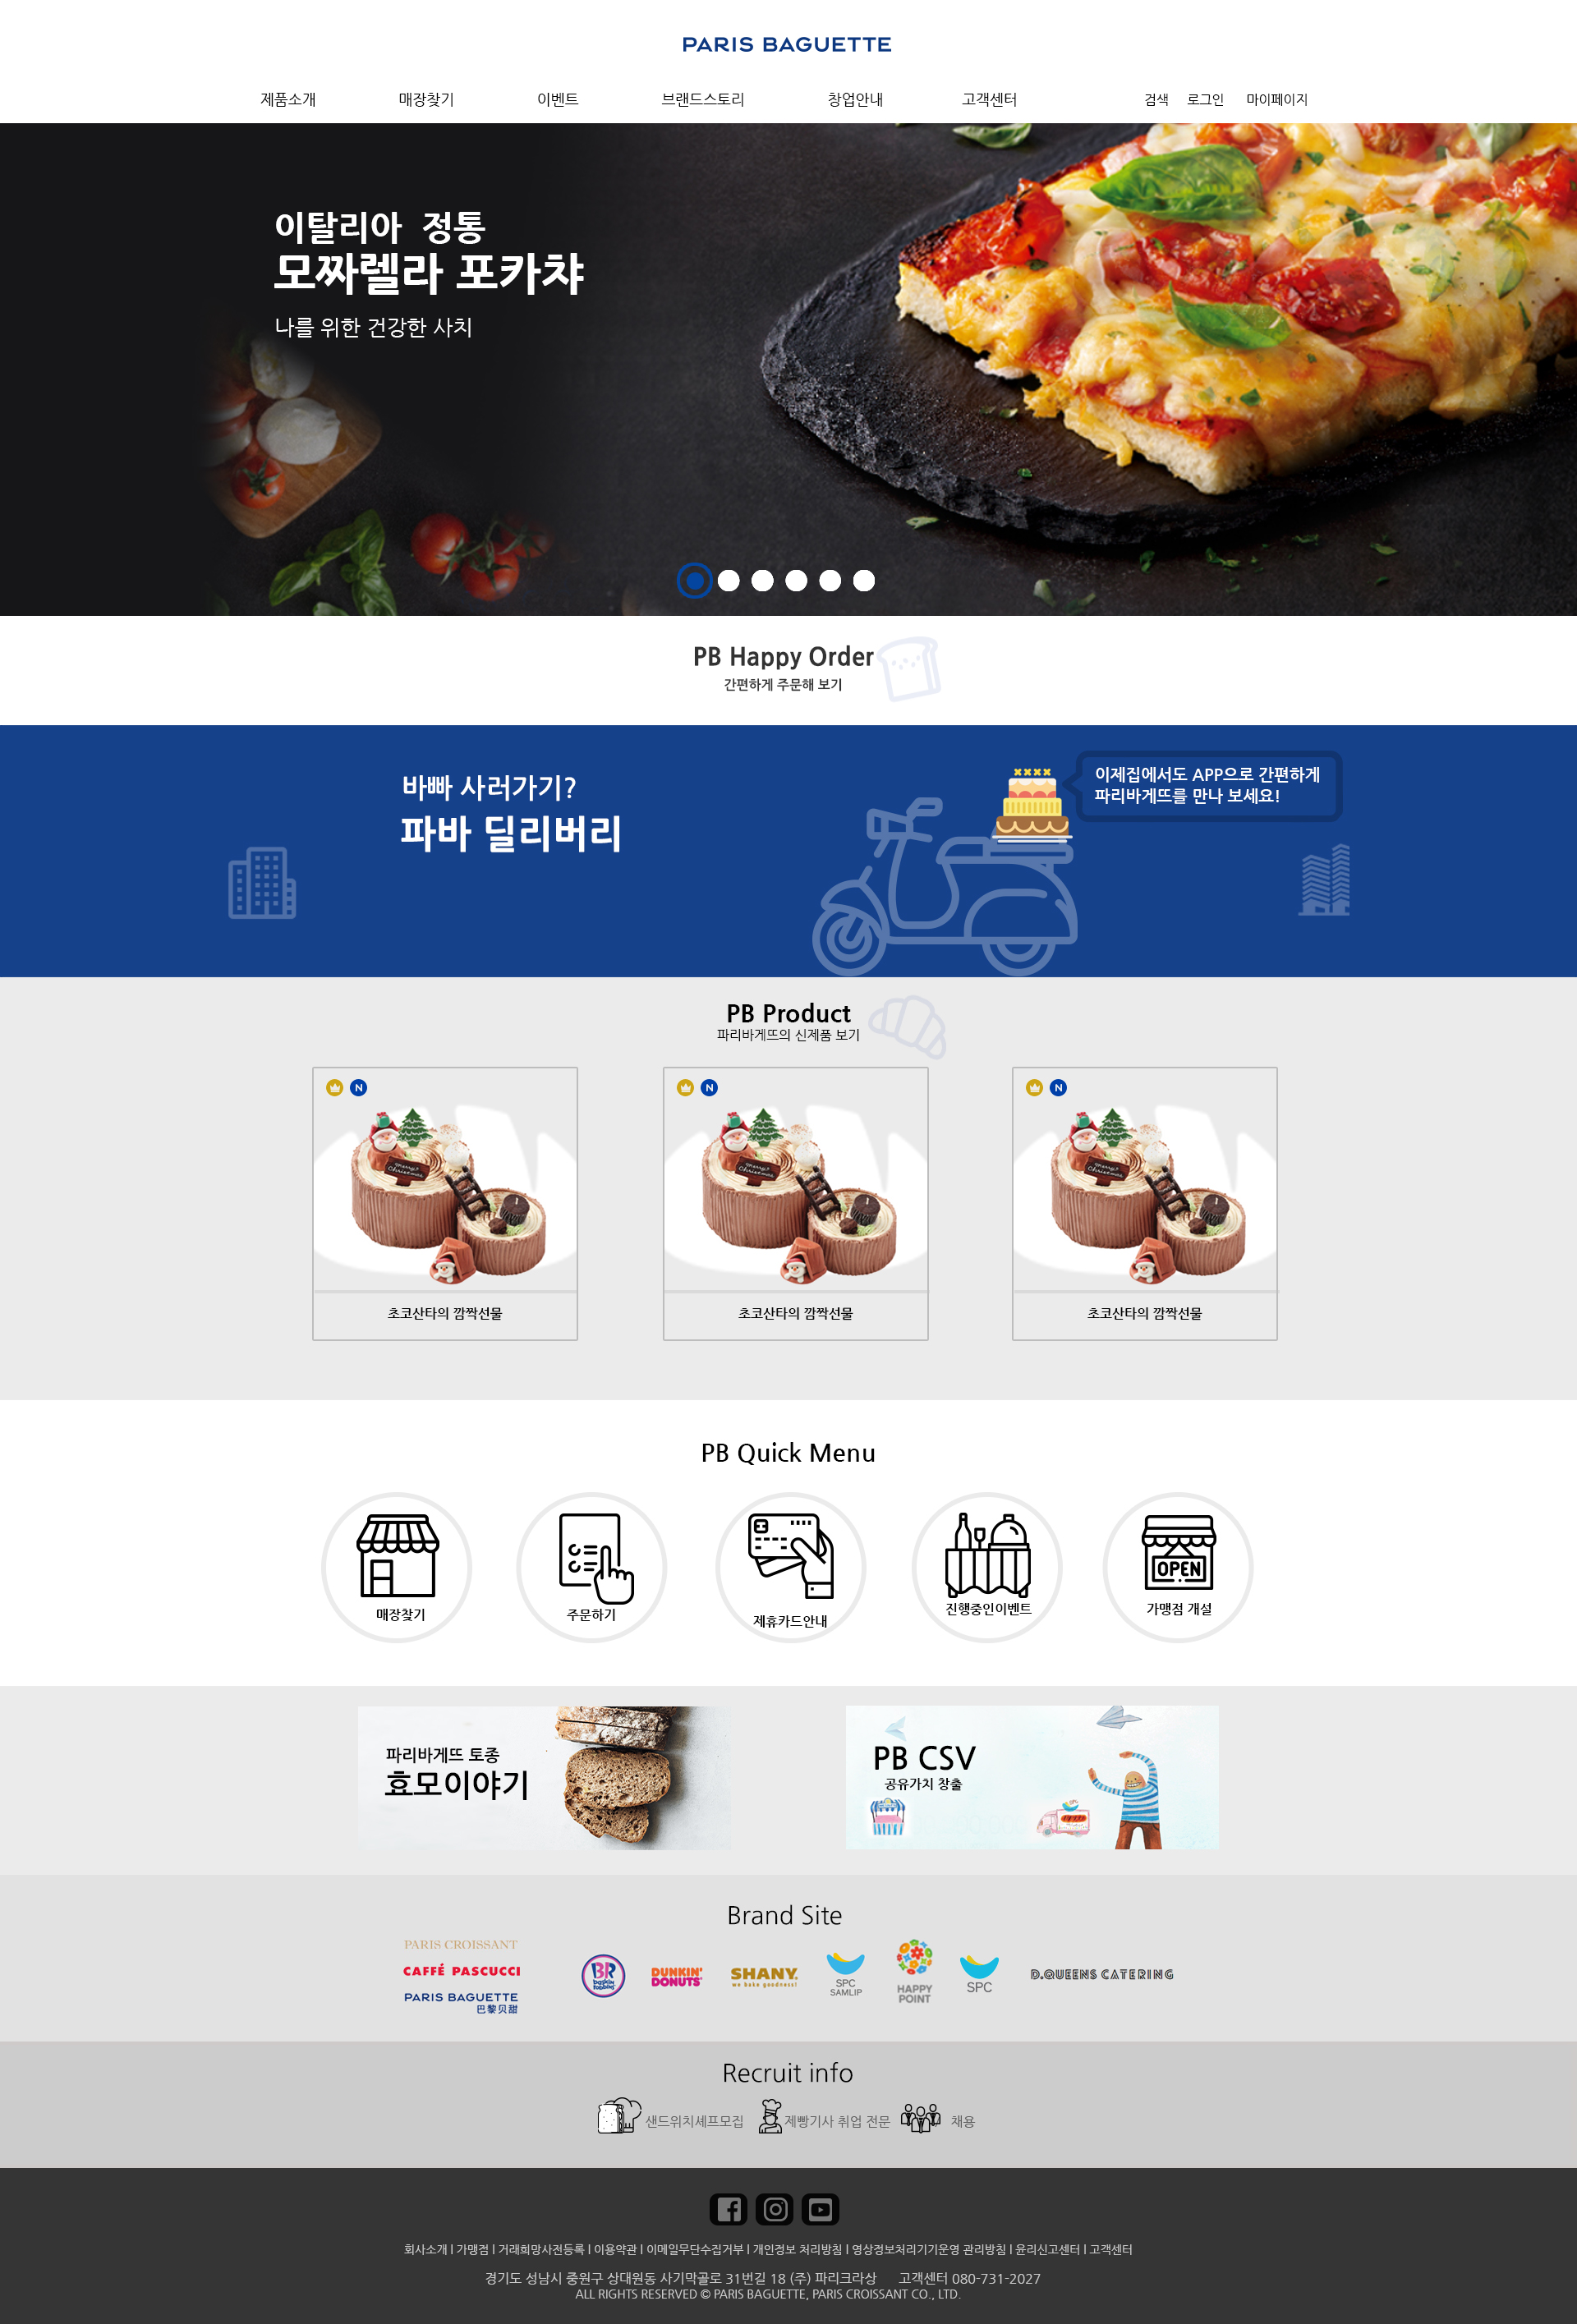 PARIS BAGUETTE
제품소개 매장찾기 이벤트 브랜드스토리 창업안내 고객센터 검색 로그인 마이페이지
이탈리아 정통
모짜렐라 포카챠
나를 위한 건강한 사치
PB Happy Order
간편하게 주문해 보기
바빠 사러가기?
파바 딜리버리
이제집에서도 APP으로 간편하게
파리바게뜨를 만나 보세요!
PB Product
파리바게뜨의 신제품 보기
N N N
Merry Christmas Merry Christmas Merry Christmas
초코산타의 깜짝선물 초코산타의 깜짝선물 초코산타의 깜짝선물
PB Quick Menu
OPEN
매장찾기 주문하기 제휴카드안내 진행중인이벤트 가맹점 개설
파리바게뜨 토종
효모이야기
PB CSV
공유가치 창출
Brand Site
PARIS CROISSANT
CAFFÉ PASCUCCI
PARIS BAGUETTE
巴黎贝甜
BR
baskin robbins
DUNKIN'
DONUTS
SHANY.
we bake goodness!
SPC
SAMLIP
HAPPY
POINT
SPC
D.QUEENS CATERING
Recruit info
샌드위치셰프모집 제빵기사 취업 전문 채용
회사소개 l 가맹점 l 거래희망사전등록 l 이용약관 l 이메일무단수집거부 l 개인정보 처리방침 l 영상정보처리기기운영 관리방침 l 윤리신고센터 l 고객센터
경기도 성남시 중원구 상대원동 사기막골로 31번길 18 (주) 파리크라상 고객센터 080-731-2027
ALL RIGHTS RESERVED © PARIS BAGUETTE, PARIS CROISSANT CO., LTD.